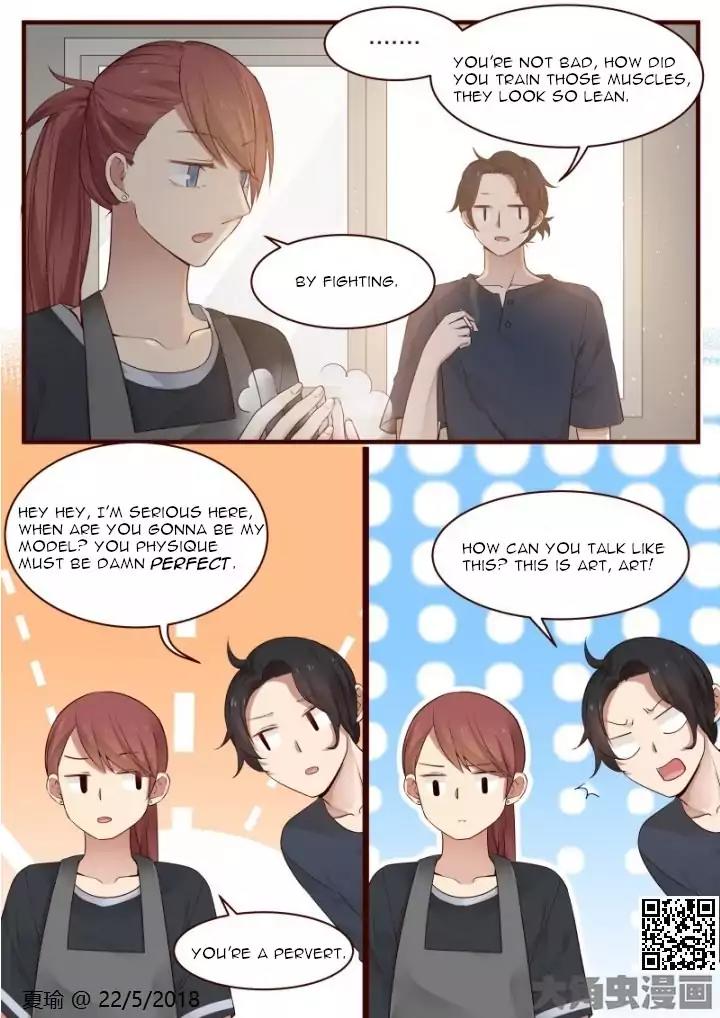 .......
YOU'RE NOT BAD, HOW DID
YOU TRAIN THOSE MUSCLES,
THEY LOOK SO LEAN.
BY FIGHTING.
HEY HEY, I'M SERIOUS HERE,
WHEN ARE YOU GONNA BE MY
MODEL? YOU PHYSIQUE
MUST BE DAMN PERFECT.
YOU'RE A PERVERT.
HOW CAN YOU TALK LIKE
THIS? THIS IS ART, ART!
夏瑜 @ 22/5/2018
大角虫漫画